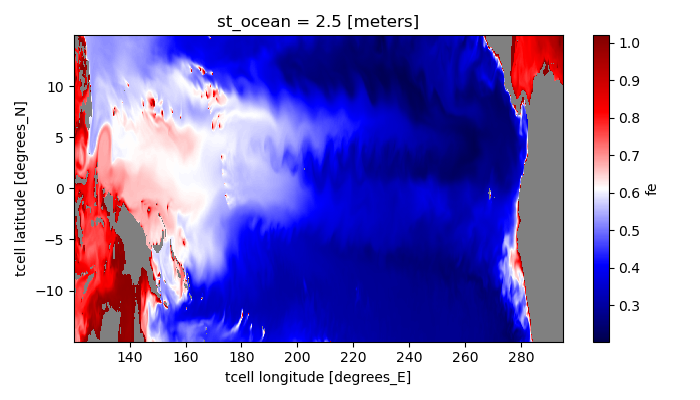 st_ocean = 2.5 [meters]
tcell latitude [degrees_N]
10
5
0
−5
−10
140 160 180 200 220 240 260 280
tcell longitude [degrees_E]
1.0
0.9
0.8
0.7
0.6
0.5
0.4
0.3
fe